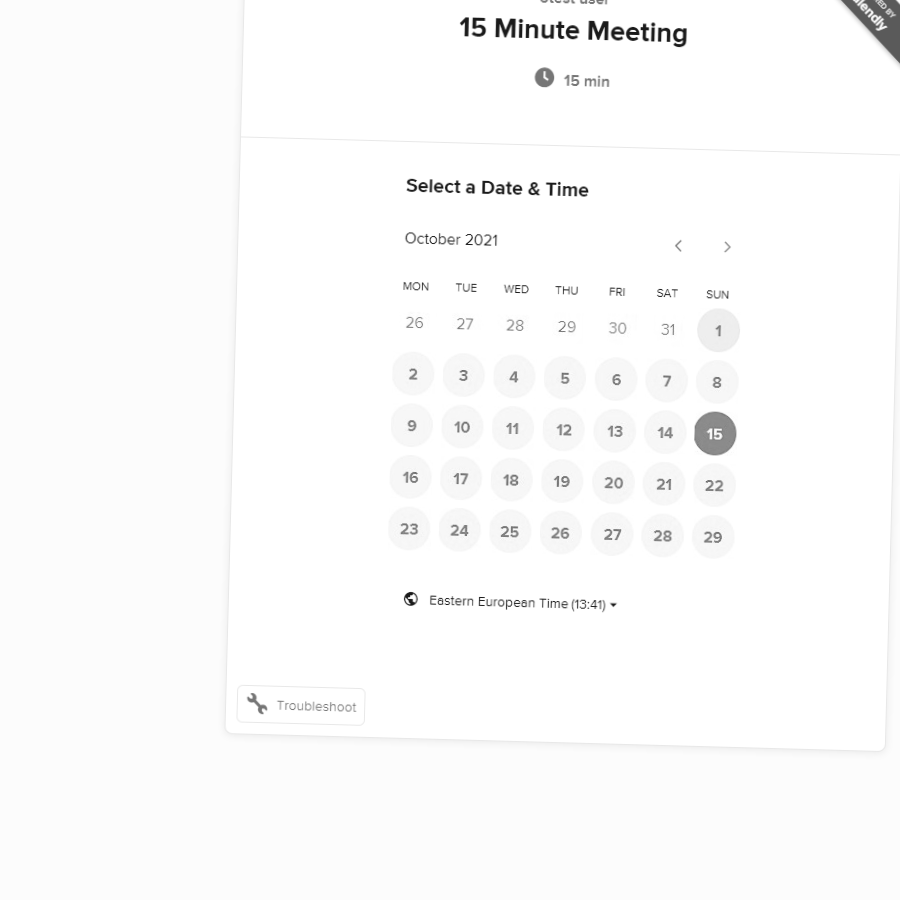 15 Minute Meeting
15 min
Select a Date & Time
October 2021
MON TUE WED THU FRI SAT SUN
26 27 28 29 30 31 1
2 3 4 5 6 7 8
9 10 11 12 13 14 15
16 17 18 19 20 21 22
23 24 25 26 27 28 29
Eastern European Time (13:41)
Troubleshoot